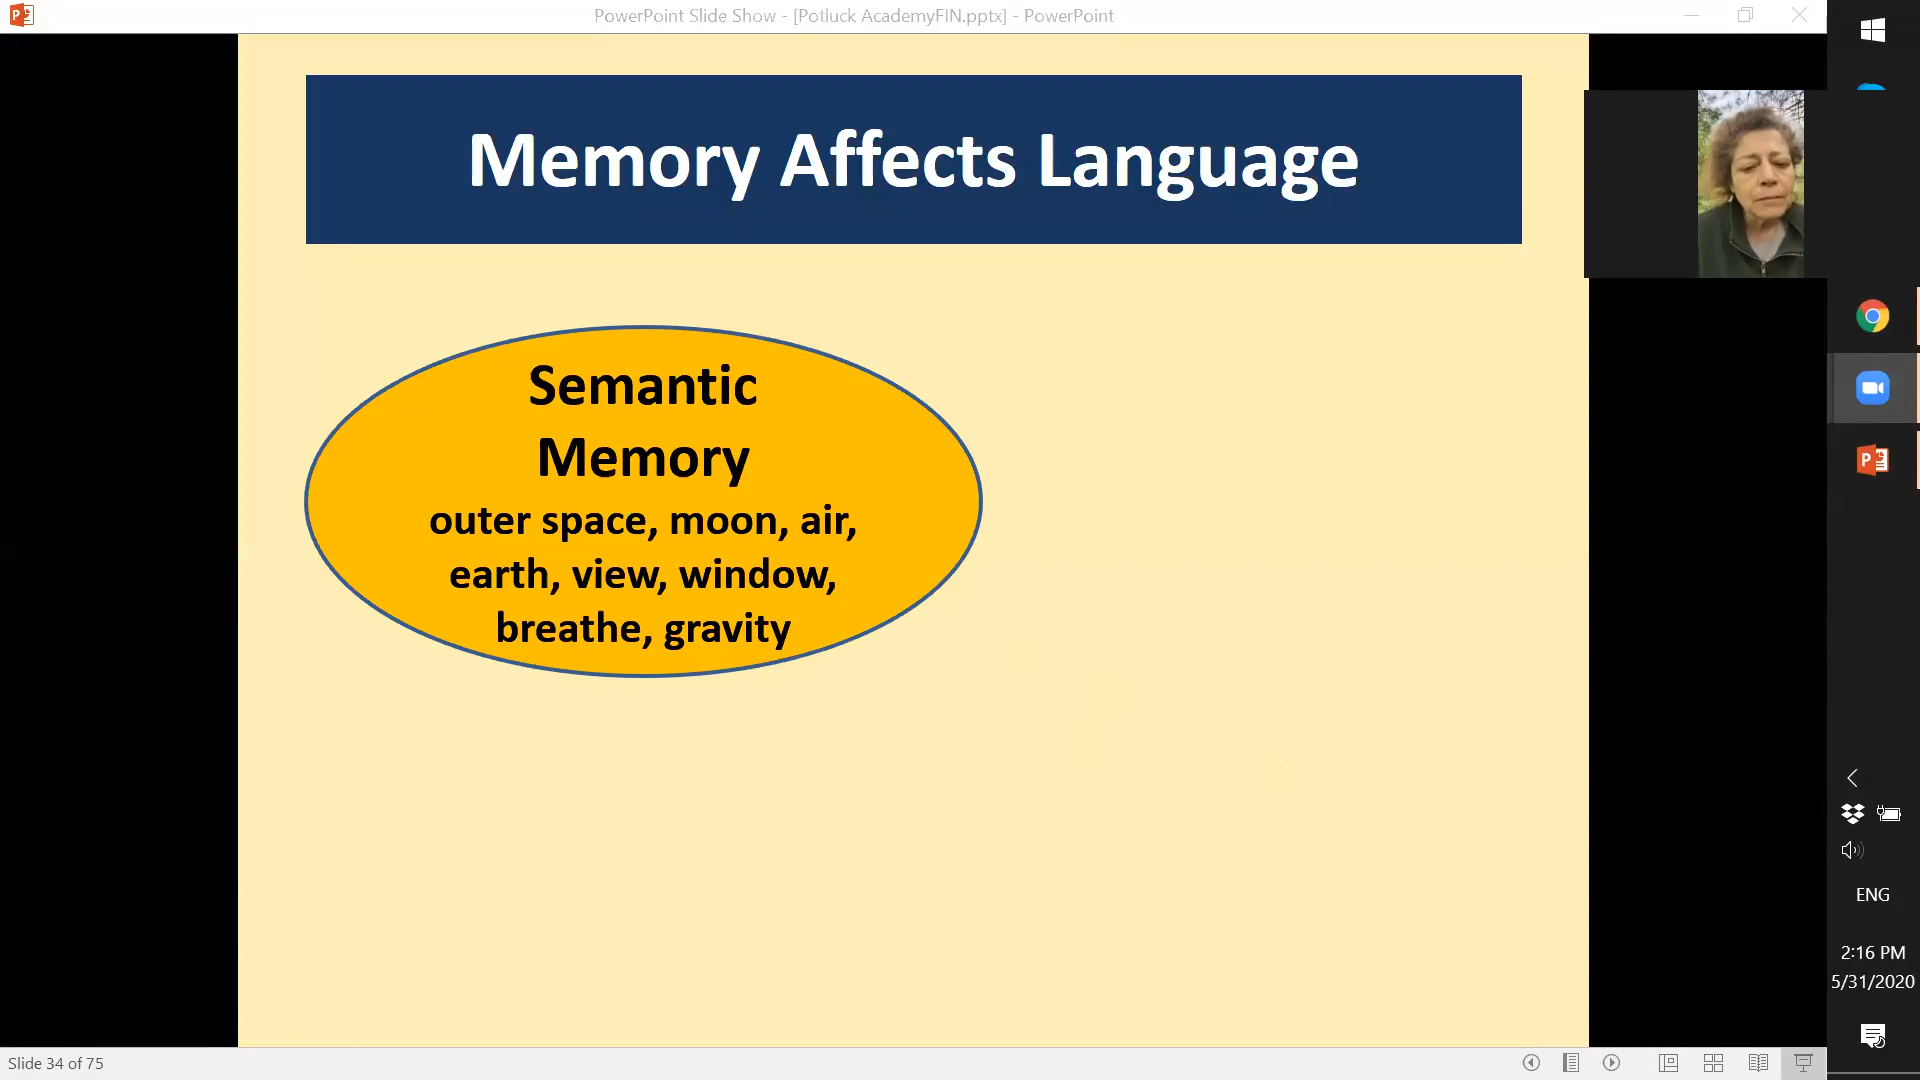 PowerPoint Slide Show - [Potluck AcademyFIN.pptx] - PowerPoint
Memory Affects Language
Semantic
Memory
outer space, moon, air,
earth, view, window,
breathe, gravity
ENG
2:16 PM
5/31/2020
Slide 34 of 75